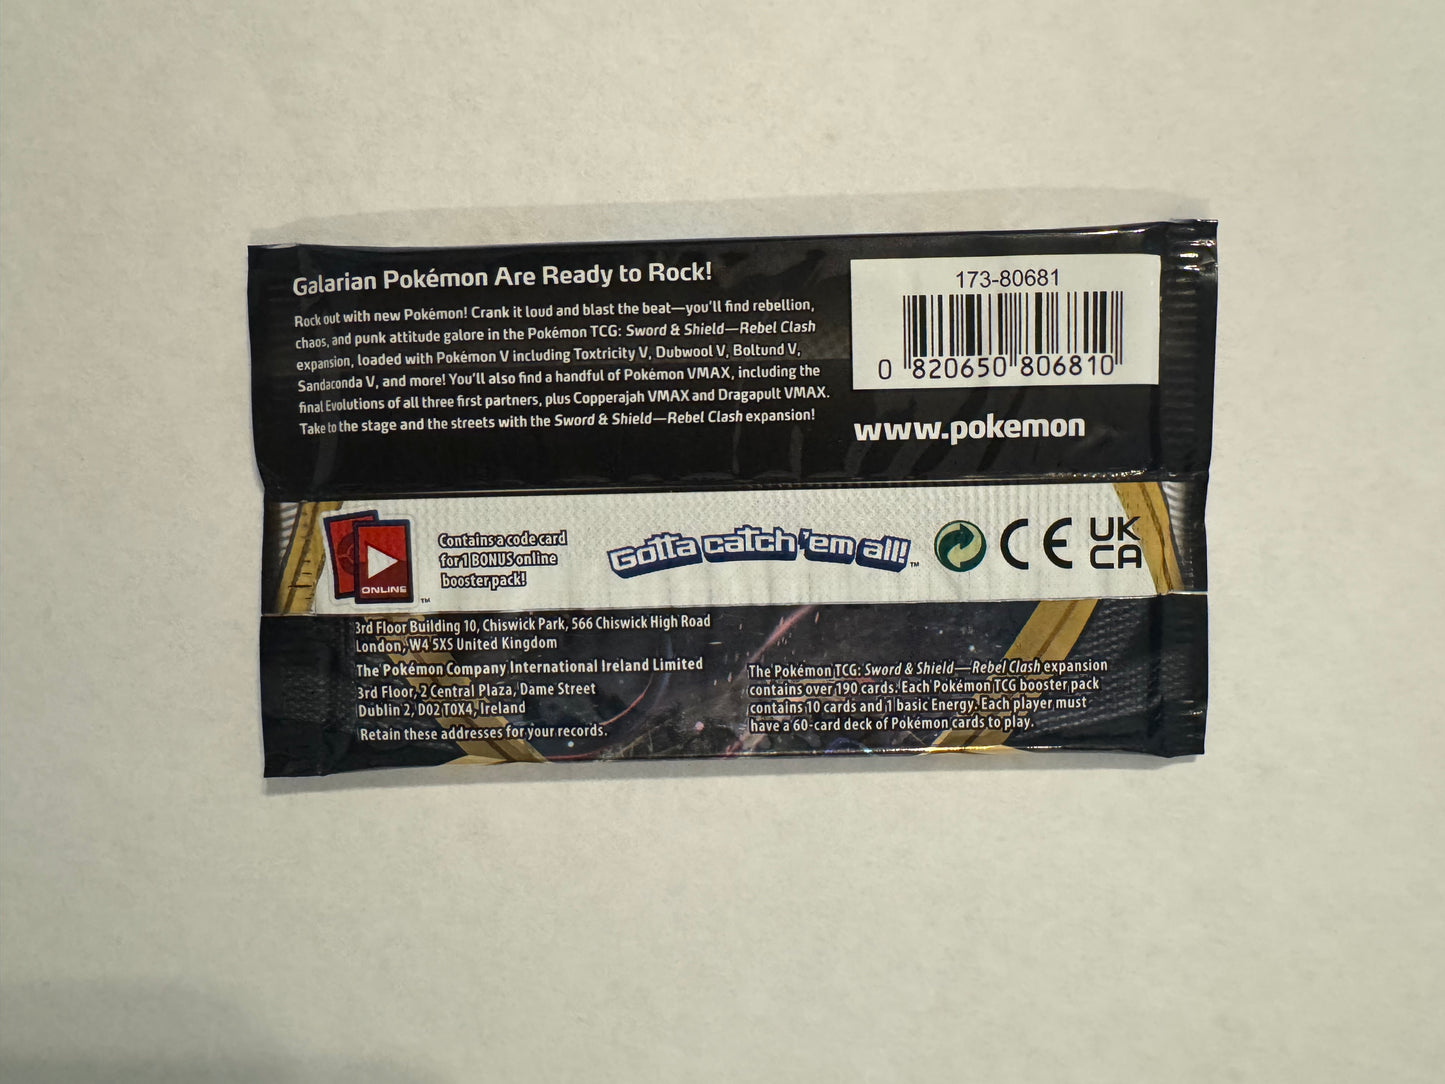 Galarian Pokémon Are Ready to Rock!
Rock out with new Pokémon! Crank it loud and blast the beat—you'll find rebellion,
chaos, and punk attitude galore in the Pokémon TCG: Sword & Shield—Rebel Clash
expansion, loaded with Pokémon V including Toxtricity V, Dubwool V, Boltund V,
Sandaconda V, and more! You'll also find a handful of Pokémon VMAX, including the
final Evolutions of all three first partners, plus Copperajah VMAX and Dragapult VMAX.
Take to the stage and the streets with the Sword & Shield—Rebel Clash expansion!
173-80681
0 820650 806810
www.pokemon
ONLINE
TM
Contains a code card
for 1 BONUS online
booster pack!
Gotta catch 'em all!
TM
CE
UK
CA
3rd Floor Building 10, Chiswick Park, 566 Chiswick High Road
London, W4 5XS United Kingdom
The Pokémon Company International Ireland Limited
3rd Floor, 2 Central Plaza, Dame Street
Dublin 2, D02 T0X4, Ireland
Retain these addresses for your records.
The Pokémon TCG: Sword & Shield—Rebel Clash expansion
contains over 190 cards. Each Pokémon TCG booster pack
contains 10 cards and 1 basic Energy. Each player must
have a 60-card deck of Pokémon cards to play.